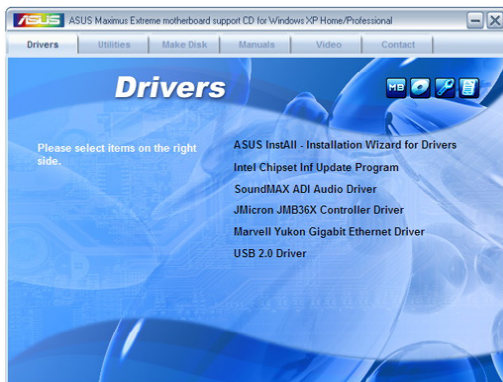 ASUS ASUS Maximus Extreme motherboard support CD for Windows XP Home/Professional
Drivers Utilities Make Disk Manuals Video Contact
Drivers
MB
Please select items on the right
side.
ASUS InstAll - Installation Wizard for Drivers
Intel Chipset Inf Update Program
SoundMAX ADI Audio Driver
JMicron JMB36X Controller Driver
Marvell Yukon Gigabit Ethernet Driver
USB 2.0 Driver